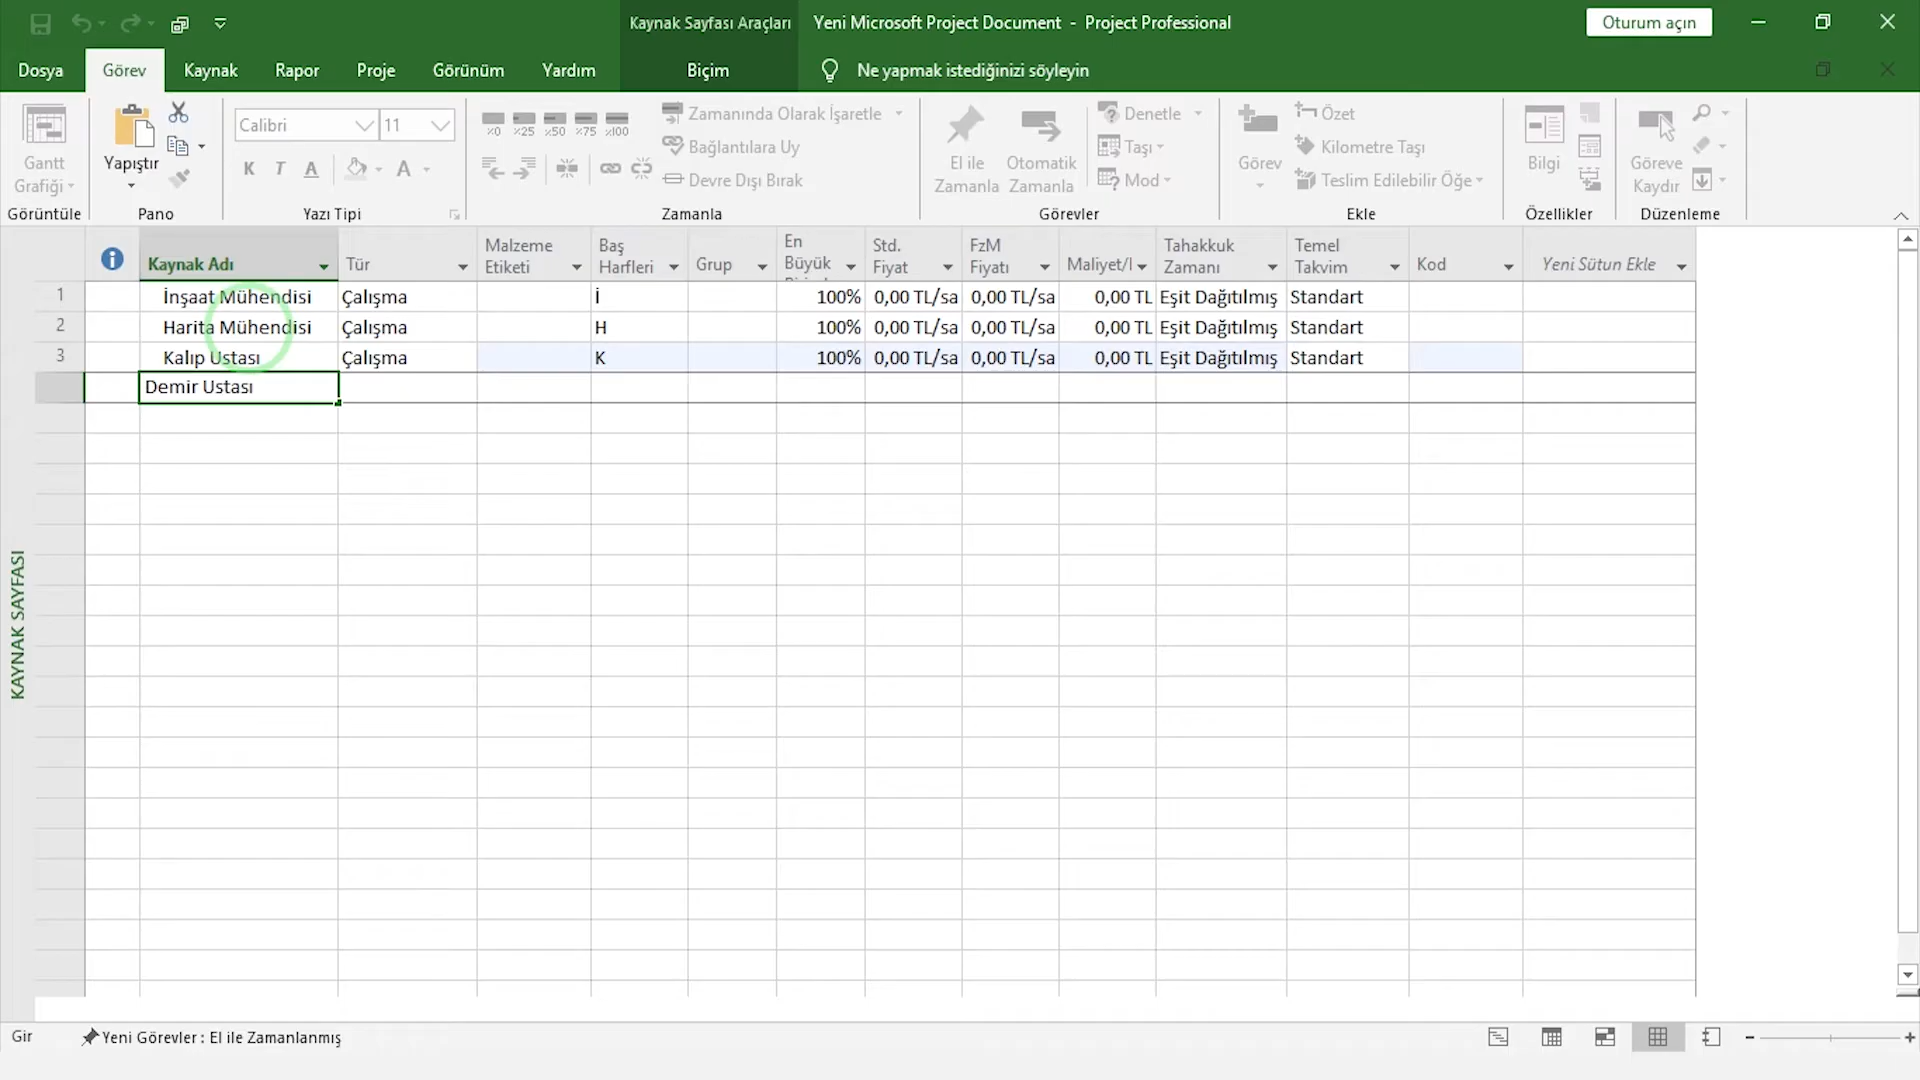 Kaynak Sayfası Araçları Yeni Microsoft Project Document - Project Professional Oturum açın
Dosya Görev Kaynak Rapor Proje Görünüm Yardım Biçim Ne yapmak istediğinizi söyleyin
Gantt Grafiği
Görüntüle
Yapıştır
Pano
Calibri 11
K T A A
Yazı Tipi
x0 x25 x50 x75 x100
Zamanında Olarak İşaretle
Bağlantılara Uy
Devre Dışı Bırak
Zamanla
El ile Zamanla
Otomatik Zamanla
Denetle
Taşı
Mod
Görevler
Görev
Özet
Kilometre Taşı
Teslim Edilebilir Öğe
Ekle
Bilgi
Özellikler
Göreve Kaydır
Düzenleme
Kaynak Adı Tür Malzeme Etiketi Baş Harfleri Grup En Büyük Std. Fiyat FzM Fiyatı Maliyet/l Tahakkuk Zamanı Temel Takvim Kod Yeni Sütun Ekle
1 İnşaat Mühendisi Çalışma İ 100% 0,00 TL/sa 0,00 TL/sa 0,00 TL Eşit Dağıtılmış Standart
2 Harita Mühendisi Çalışma H 100% 0,00 TL/sa 0,00 TL/sa 0,00 TL Eşit Dağıtılmış Standart
3 Kalıp Ustası Çalışma K 100% 0,00 TL/sa 0,00 TL/sa 0,00 TL Eşit Dağıtılmış Standart
Demir Ustası
KAYNAK SAYFASI
Gir Yeni Görevler : El ile Zamanlanmış